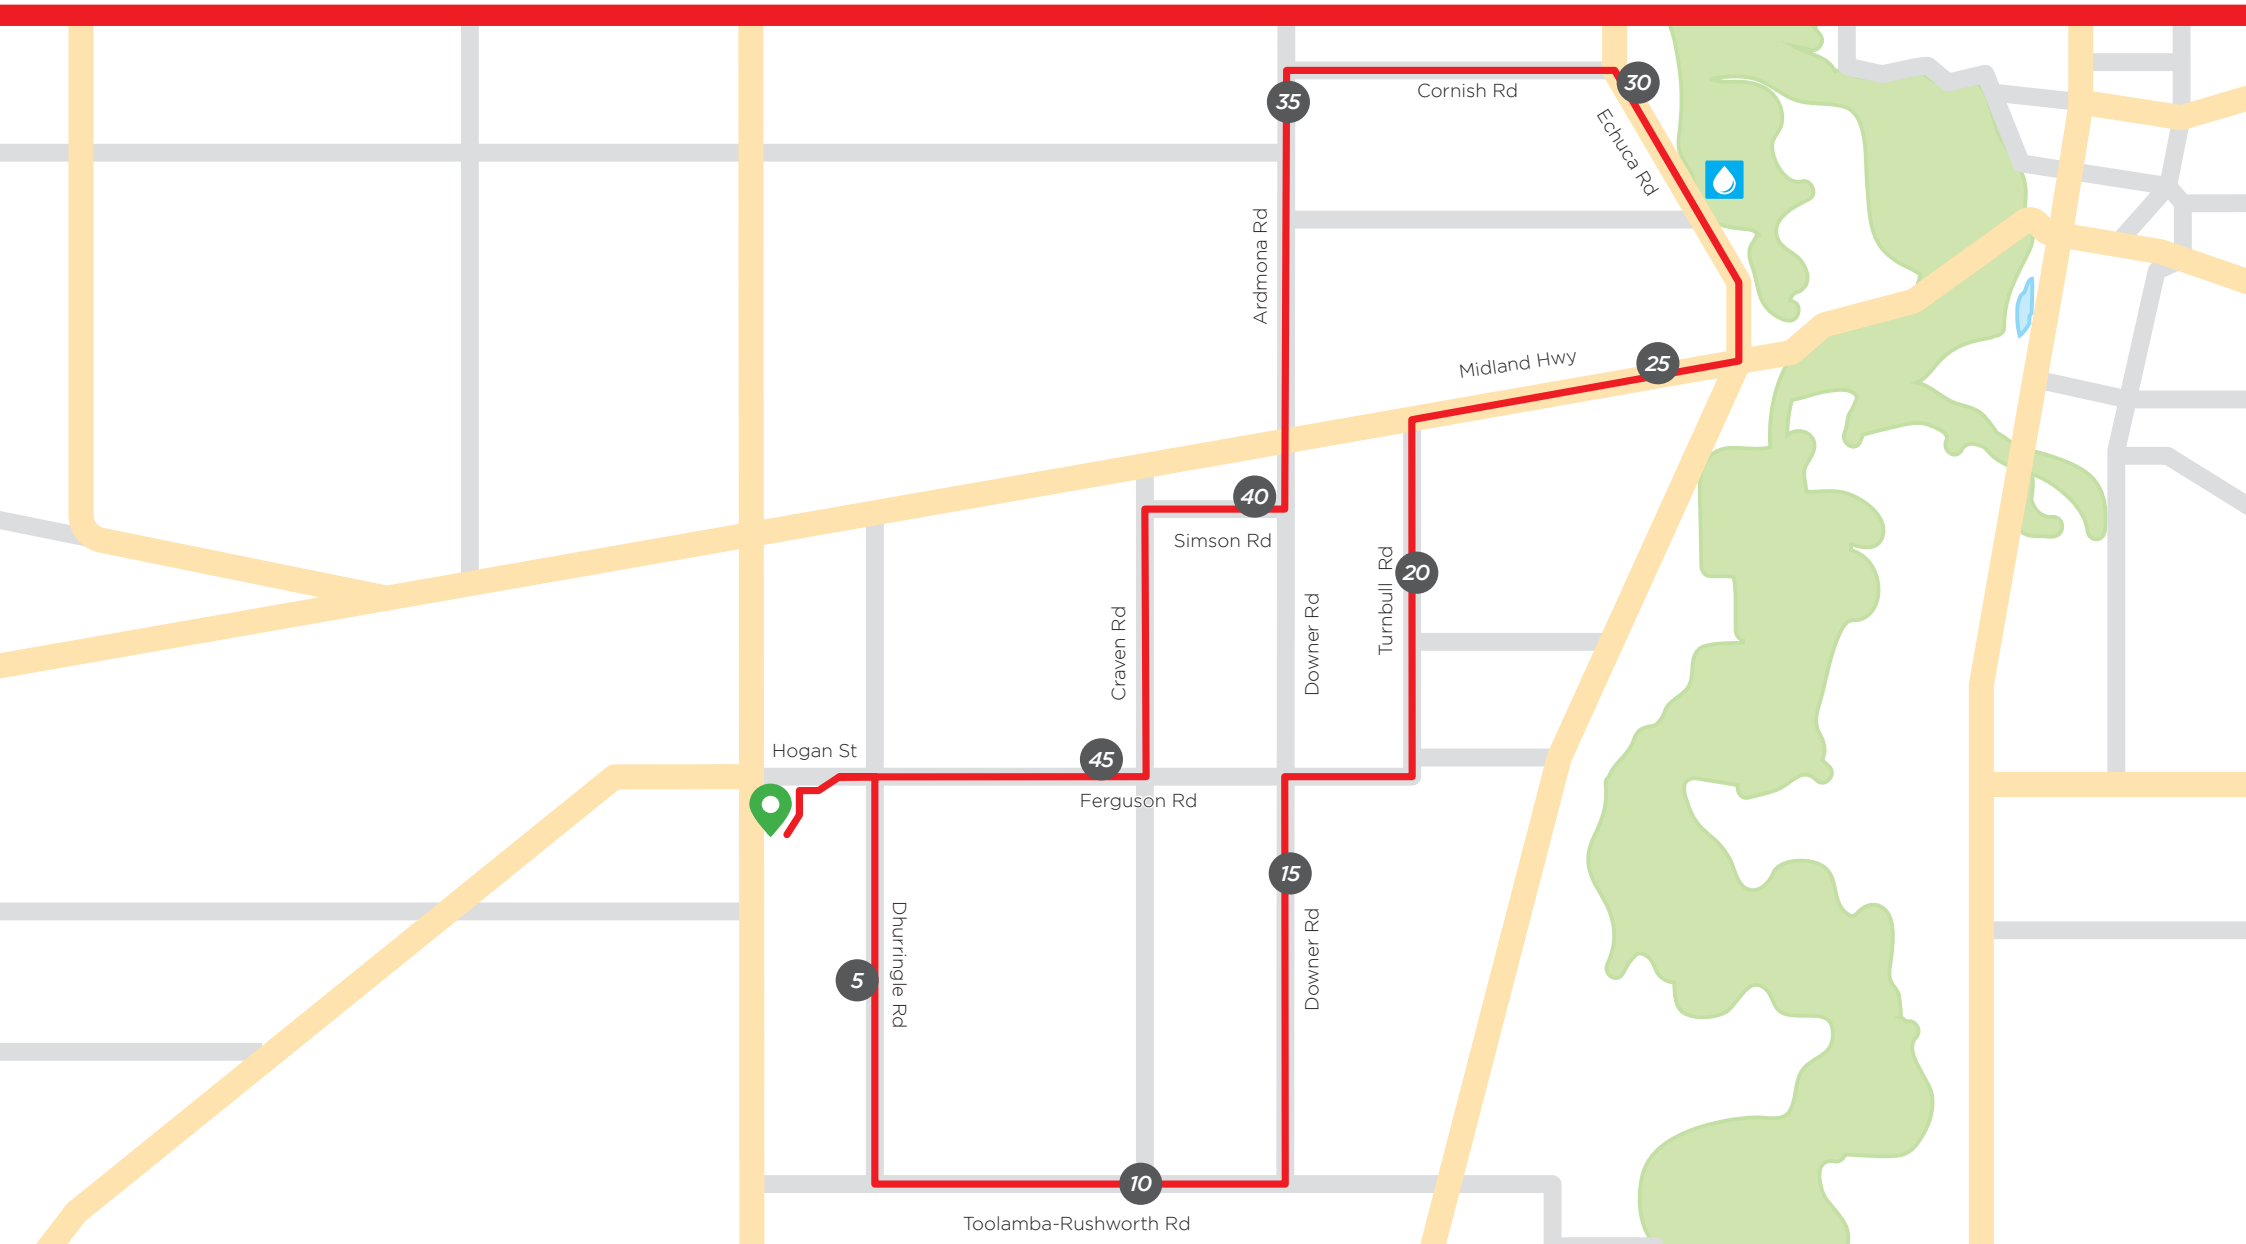 30
35
Cornish Rd
Echuca Rd
Ardmona Rd
Midland Hwy
25
40
Simson Rd
Turnbull Rd
20
Craven Rd
Downer Rd
Hogan St
45
Ferguson Rd
15
Dhurringle Rd
Downer Rd
5
10
Toolamba-Rushworth Rd